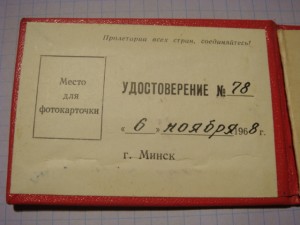 Пролетарии всех стран, соединяйтесь!
Место
для
фотокарточки
УДОСТОВЕРЕНИЕ № 78
«6» ноября 1968 г.
г. Минск